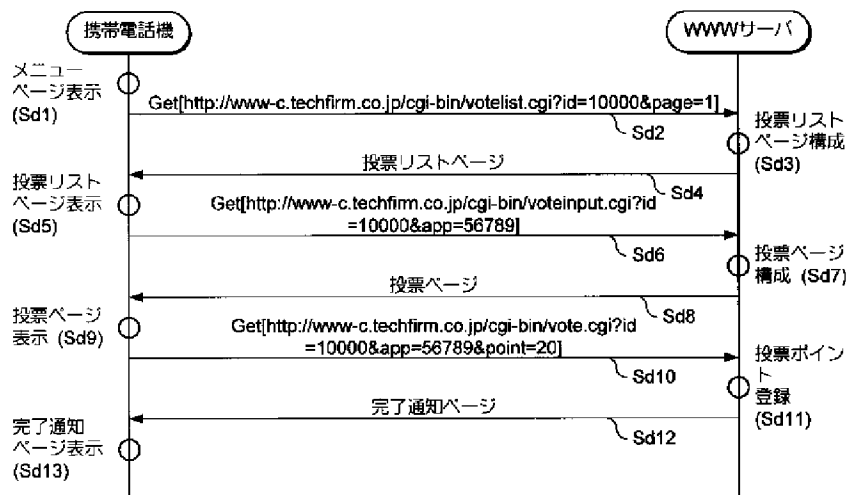 携帯電話機
WWWサーバ
メニュー
ページ表示
(Sd1)
Get[http://www-c.techfirm.co.jp/cgi-bin/votelist.cgi?id=10000&page=1]
Sd2
投票リスト
ページ構成
(Sd3)
投票リストページ
Sd4
投票リスト
ページ表示
(Sd5)
Get[http://www-c.techfirm.co.jp/cgi-bin/voteinput.cgi?id
=10000&app=56789]
Sd6
投票ページ
構成 (Sd7)
投票ページ
Sd8
投票ページ
表示 (Sd9)
Get[http://www-c.techfirm.co.jp/cgi-bin/vote.cgi?id
=10000&app=56789&point=20]
Sd10
投票ポイン
ト
登録
(Sd11)
完了通知ページ
Sd12
完了通知
ページ表示
(Sd13)